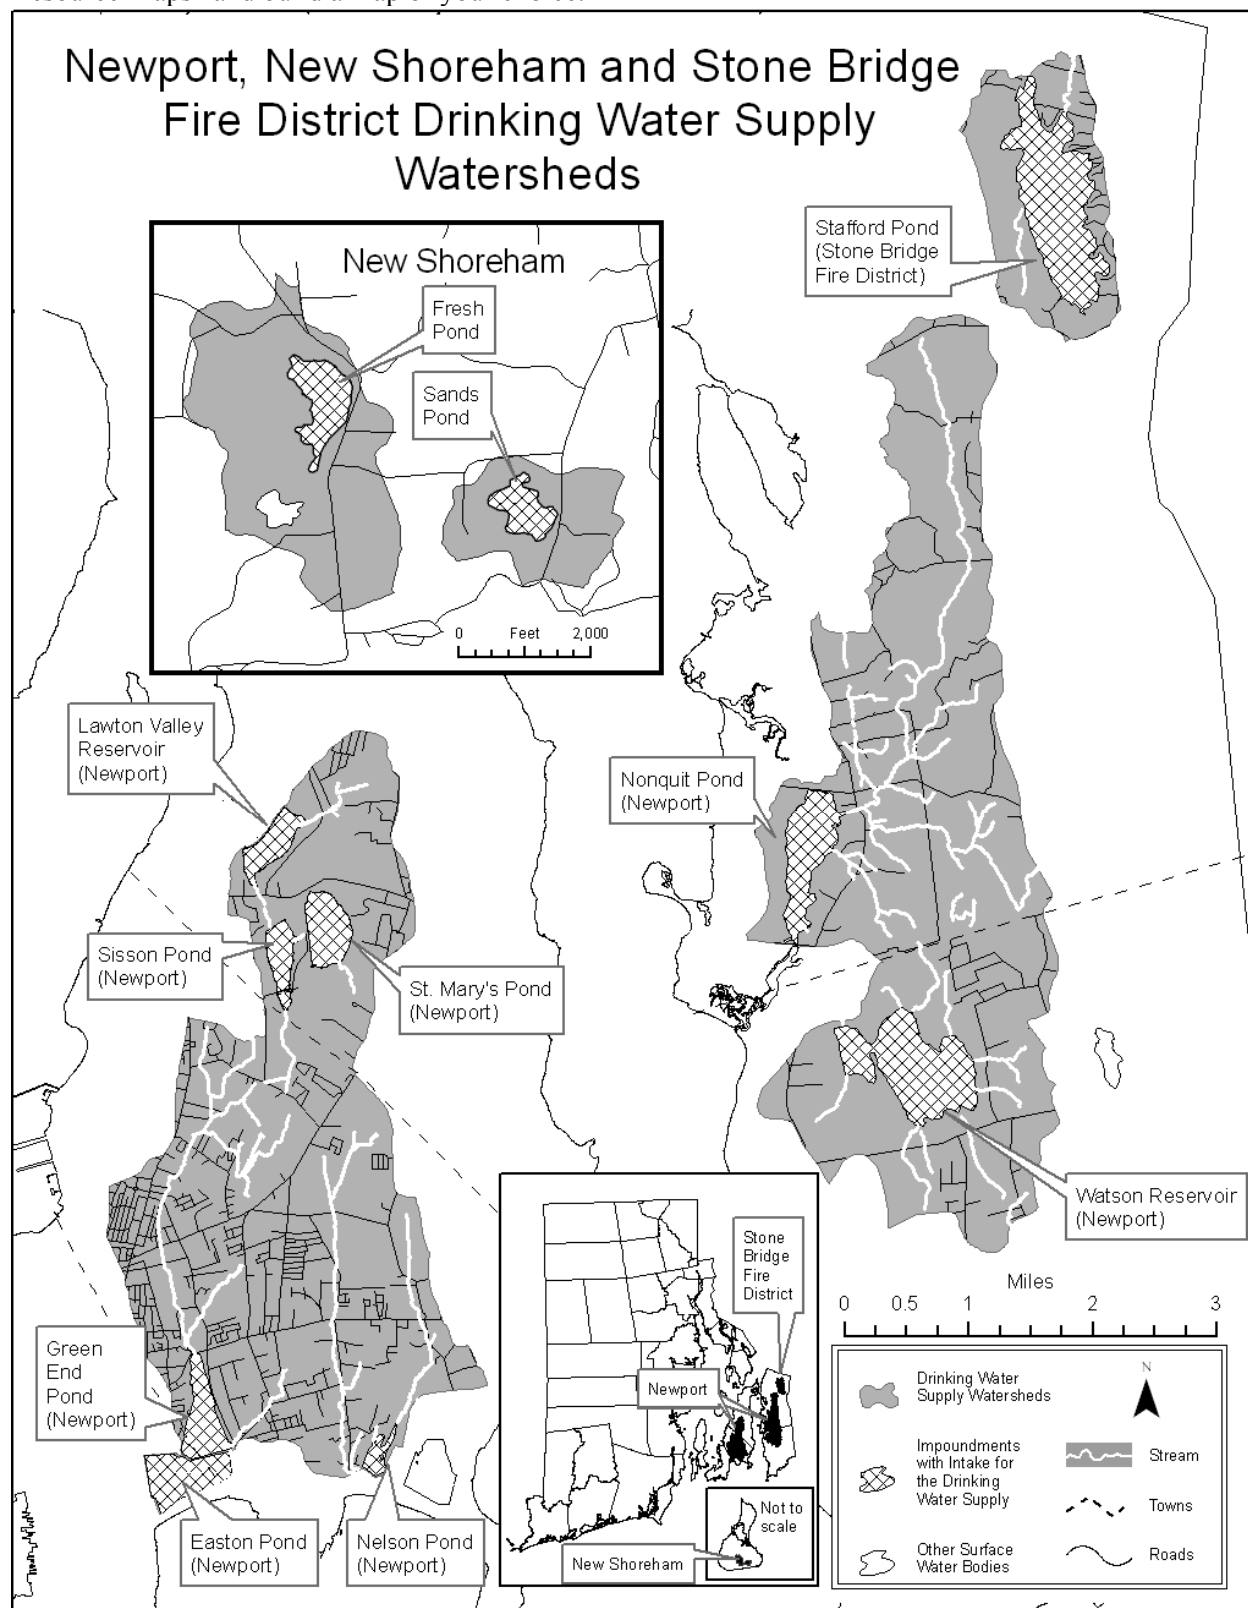 Newport, New Shoreham and Stone Bridge
Fire District Drinking Water Supply
Watersheds
Stafford Pond
(Stone Bridge
Fire District)
New Shoreham
Fresh
Pond
Sands
Pond
0 Feet 2,000
Lawton Valley
Reservoir
(Newport)
Nonquit Pond
(Newport)
Sisson Pond
(Newport)
St. Mary's Pond
(Newport)
Watson Reservoir
(Newport)
Stone
Bridge
Fire
District
Newport
Not to
scale
New Shoreham
Green
End
Pond
(Newport)
Easton Pond
(Newport)
Nelson Pond
(Newport)
Miles
0 0.5 1 2 3
Drinking Water
Supply Watersheds
N
Impoundments
with Intake for
the Drinking
Water Supply
Stream
Towns
Other Surface
Water Bodies
Roads